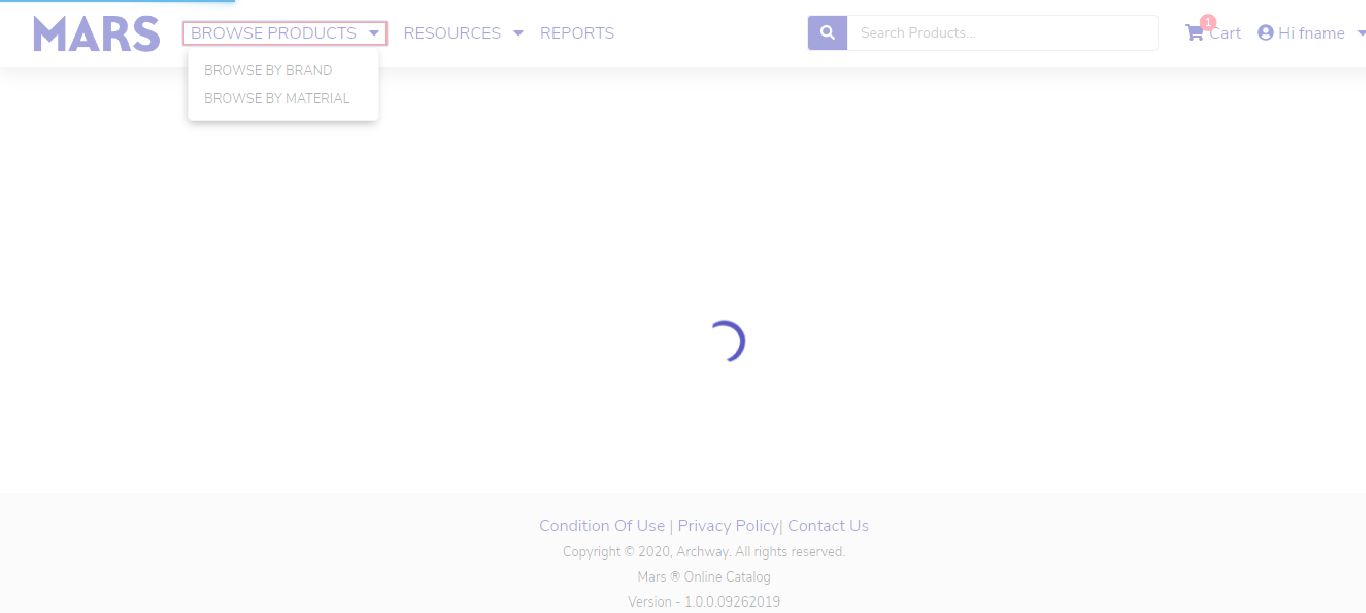 MARS BROWSE PRODUCTS RESOURCES REPORTS Search Products... 1 Cart Hi fname
BROWSE BY BRAND
BROWSE BY MATERIAL
Condition Of Use | Privacy Policy| Contact Us
Copyright © 2020, Archway. All rights reserved.
Mars ® Online Catalog
Version - 1.0.0.09262019